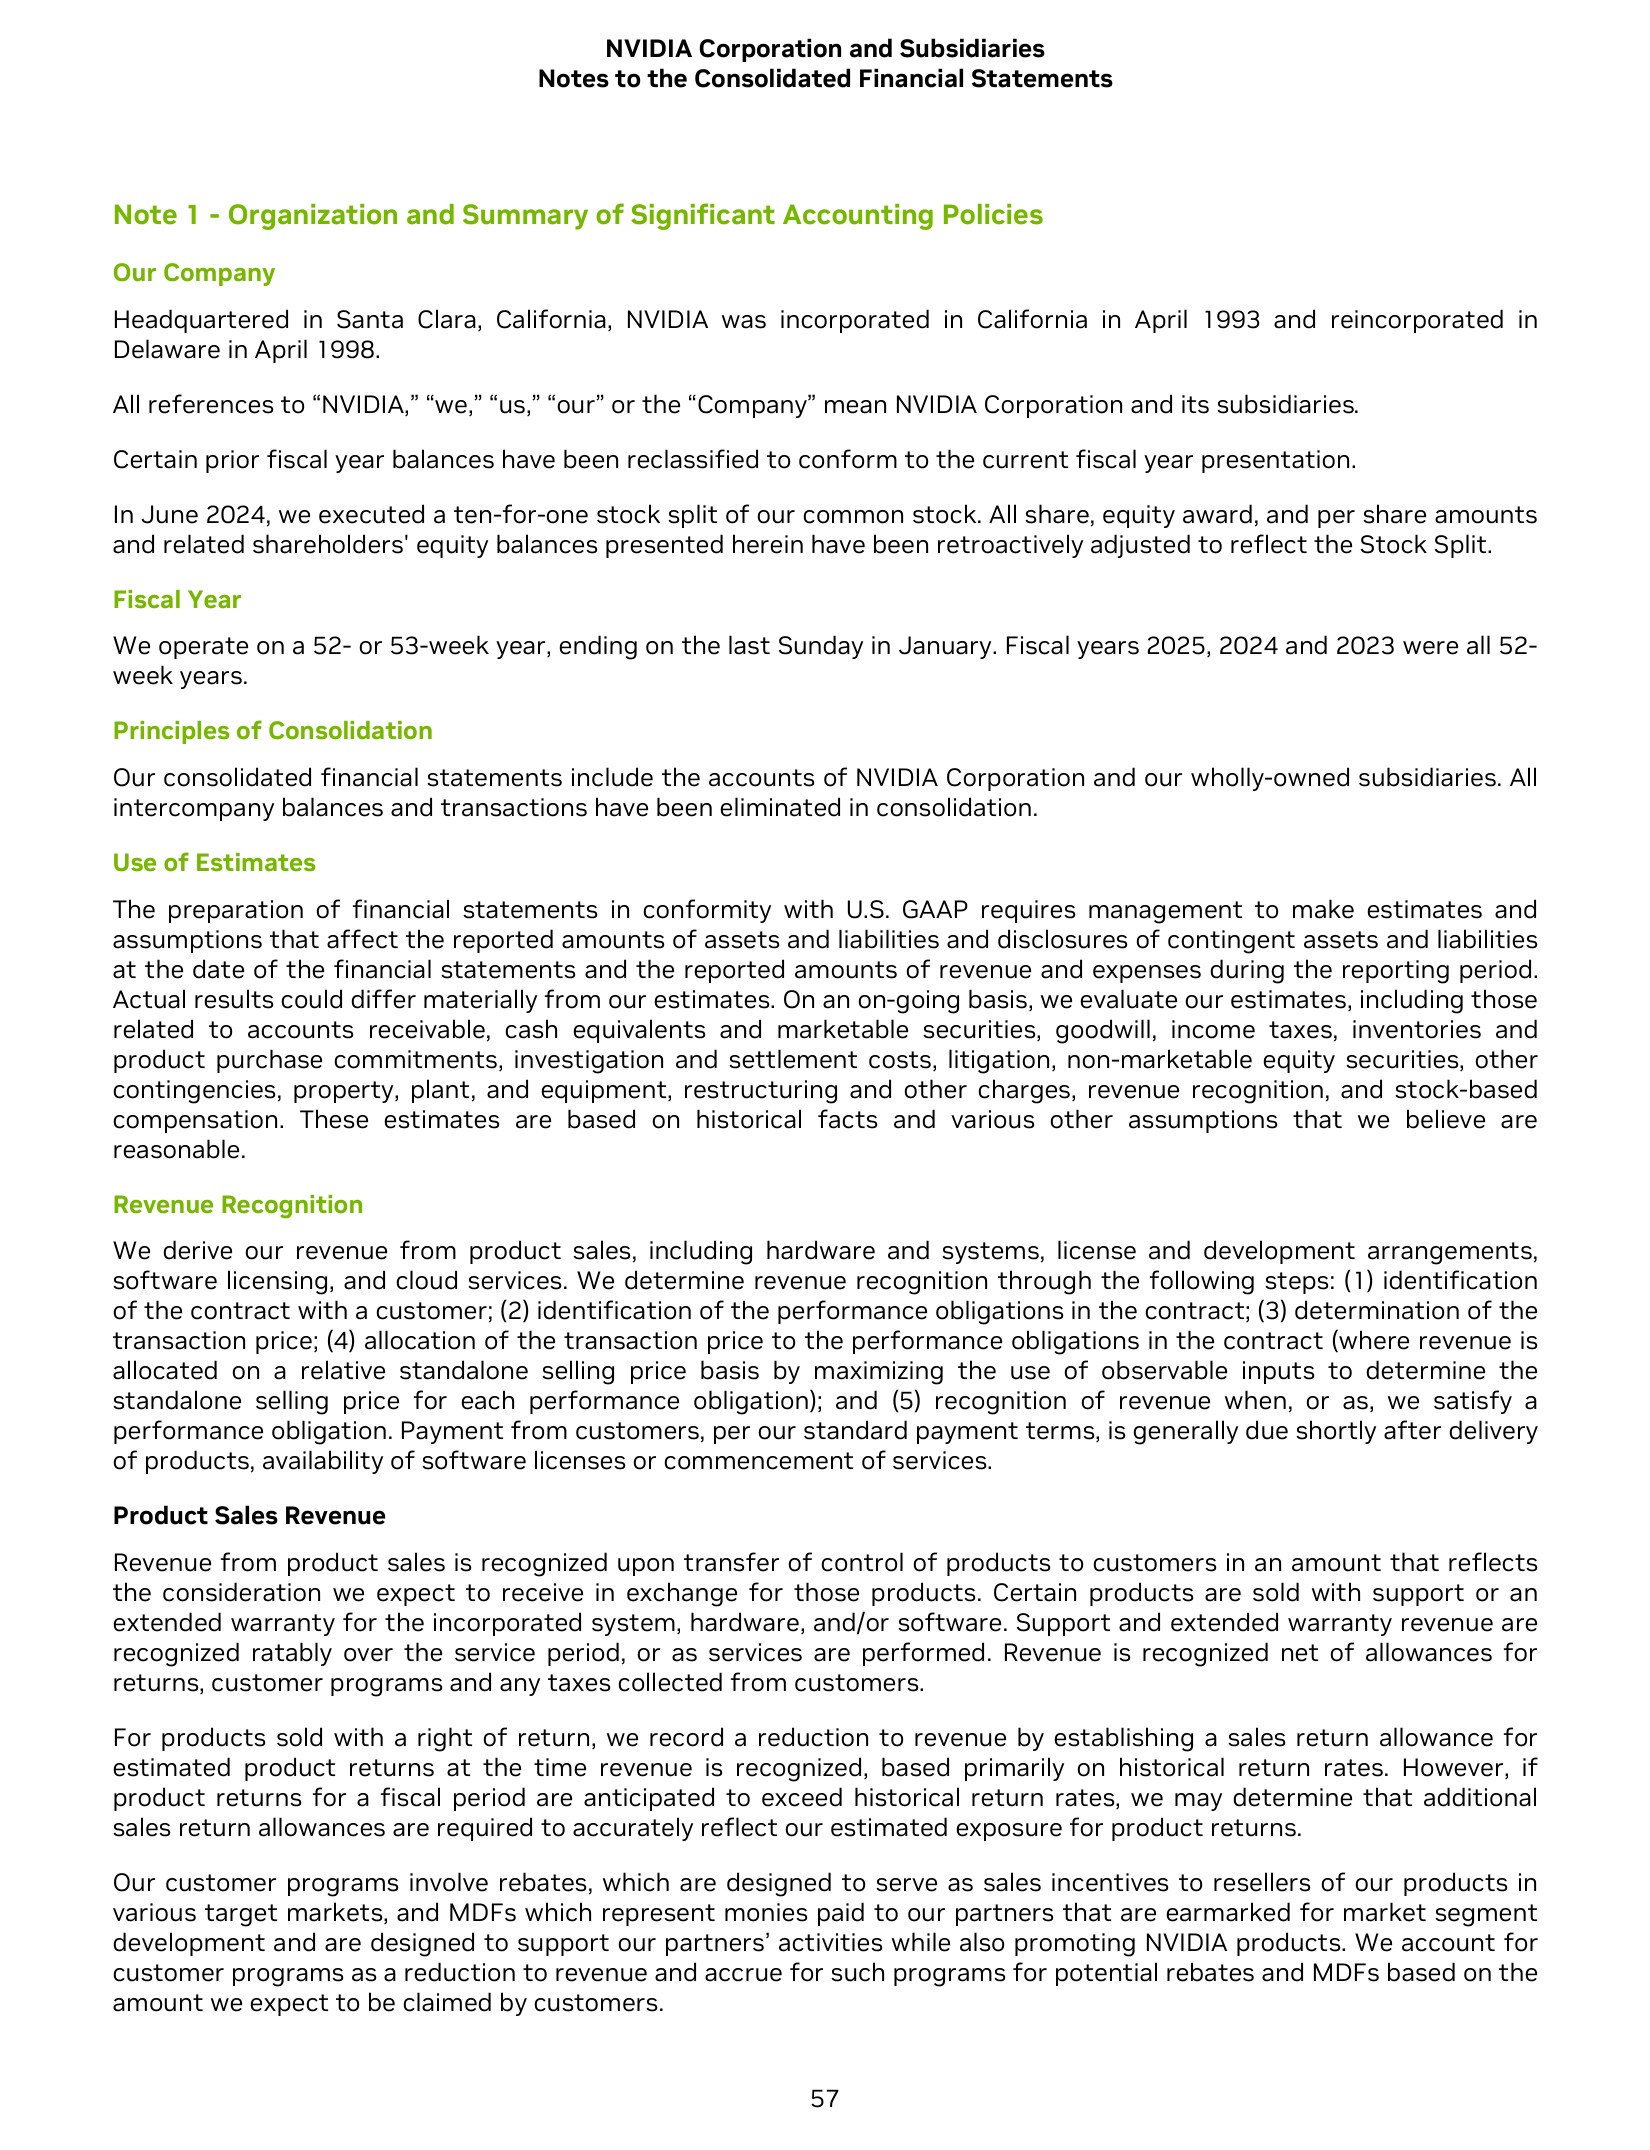 NVIDIA Corporation and Subsidiaries
Notes to the Consolidated Financial Statements
Note 1 - Organization and Summary of Significant Accounting Policies
Our Company
Headquartered in Santa Clara, California, NVIDIA was incorporated in California in April 1993 and reincorporated in
Delaware in April 1998.
All references to “NVIDIA,” “we,” “us,” “our” or the “Company” mean NVIDIA Corporation and its subsidiaries.
Certain prior fiscal year balances have been reclassified to conform to the current fiscal year presentation.
In June 2024, we executed a ten-for-one stock split of our common stock. All share, equity award, and per share amounts
and related shareholders' equity balances presented herein have been retroactively adjusted to reflect the Stock Split.
Fiscal Year
We operate on a 52- or 53-week year, ending on the last Sunday in January. Fiscal years 2025, 2024 and 2023 were all 52-
week years.
Principles of Consolidation
Our consolidated financial statements include the accounts of NVIDIA Corporation and our wholly-owned subsidiaries. All
intercompany balances and transactions have been eliminated in consolidation.
Use of Estimates
The preparation of financial statements in conformity with U.S. GAAP requires management to make estimates and
assumptions that affect the reported amounts of assets and liabilities and disclosures of contingent assets and liabilities
at the date of the financial statements and the reported amounts of revenue and expenses during the reporting period.
Actual results could differ materially from our estimates. On an on-going basis, we evaluate our estimates, including those
related to accounts receivable, cash equivalents and marketable securities, goodwill, income taxes, inventories and
product purchase commitments, investigation and settlement costs, litigation, non-marketable equity securities, other
contingencies, property, plant, and equipment, restructuring and other charges, revenue recognition, and stock-based
compensation. These estimates are based on historical facts and various other assumptions that we believe are
reasonable.
Revenue Recognition
We derive our revenue from product sales, including hardware and systems, license and development arrangements,
software licensing, and cloud services. We determine revenue recognition through the following steps: (1) identification
of the contract with a customer; (2) identification of the performance obligations in the contract; (3) determination of the
transaction price; (4) allocation of the transaction price to the performance obligations in the contract (where revenue is
allocated on a relative standalone selling price basis by maximizing the use of observable inputs to determine the
standalone selling price for each performance obligation); and (5) recognition of revenue when, or as, we satisfy a
performance obligation. Payment from customers, per our standard payment terms, is generally due shortly after delivery
of products, availability of software licenses or commencement of services.
Product Sales Revenue
Revenue from product sales is recognized upon transfer of control of products to customers in an amount that reflects
the consideration we expect to receive in exchange for those products. Certain products are sold with support or an
extended warranty for the incorporated system, hardware, and/or software. Support and extended warranty revenue are
recognized ratably over the service period, or as services are performed. Revenue is recognized net of allowances for
returns, customer programs and any taxes collected from customers.
For products sold with a right of return, we record a reduction to revenue by establishing a sales return allowance for
estimated product returns at the time revenue is recognized, based primarily on historical return rates. However, if
product returns for a fiscal period are anticipated to exceed historical return rates, we may determine that additional
sales return allowances are required to accurately reflect our estimated exposure for product returns.
Our customer programs involve rebates, which are designed to serve as sales incentives to resellers of our products in
various target markets, and MDFs which represent monies paid to our partners that are earmarked for market segment
development and are designed to support our partners’ activities while also promoting NVIDIA products. We account for
customer programs as a reduction to revenue and accrue for such programs for potential rebates and MDFs based on the
amount we expect to be claimed by customers.
57